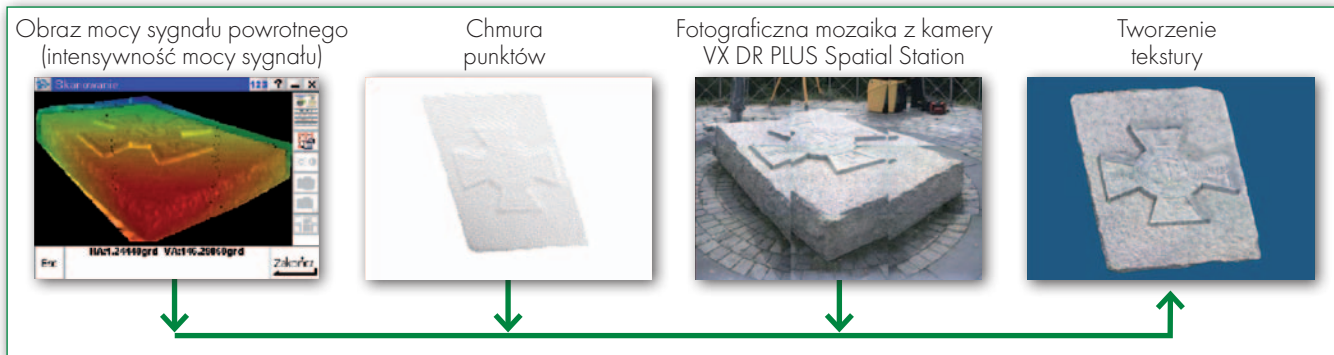 Obraz mocy sygnału powrotnego
(intensywność mocy sygnału)
Chmura
punktów
Fotograficzna mozaika z kamery
VX DR PLUS Spatial Station
Tworzenie
tekstury
Skanowanie
123 ?
Esc
Zakończ